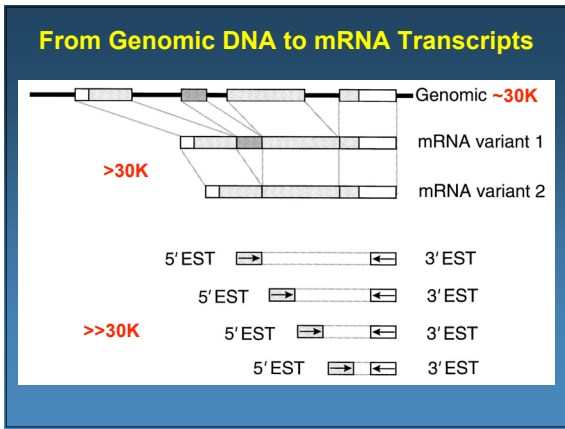 From Genomic DNA to mRNA Transcripts
Genomic ~30K
mRNA variant 1
>30K
mRNA variant 2
5′ EST 3′ EST
5′ EST 3′ EST
>>30K 5′ EST 3′ EST
5′ EST 3′ EST